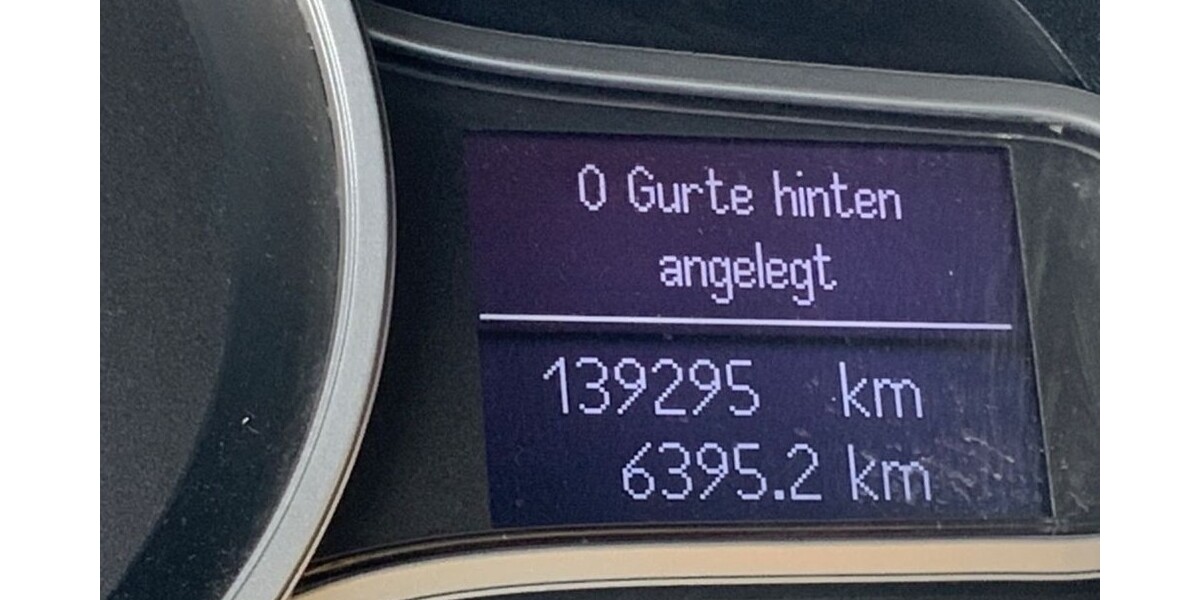 0 Gurte hinten
angelegt
139295 km
6395.2 km